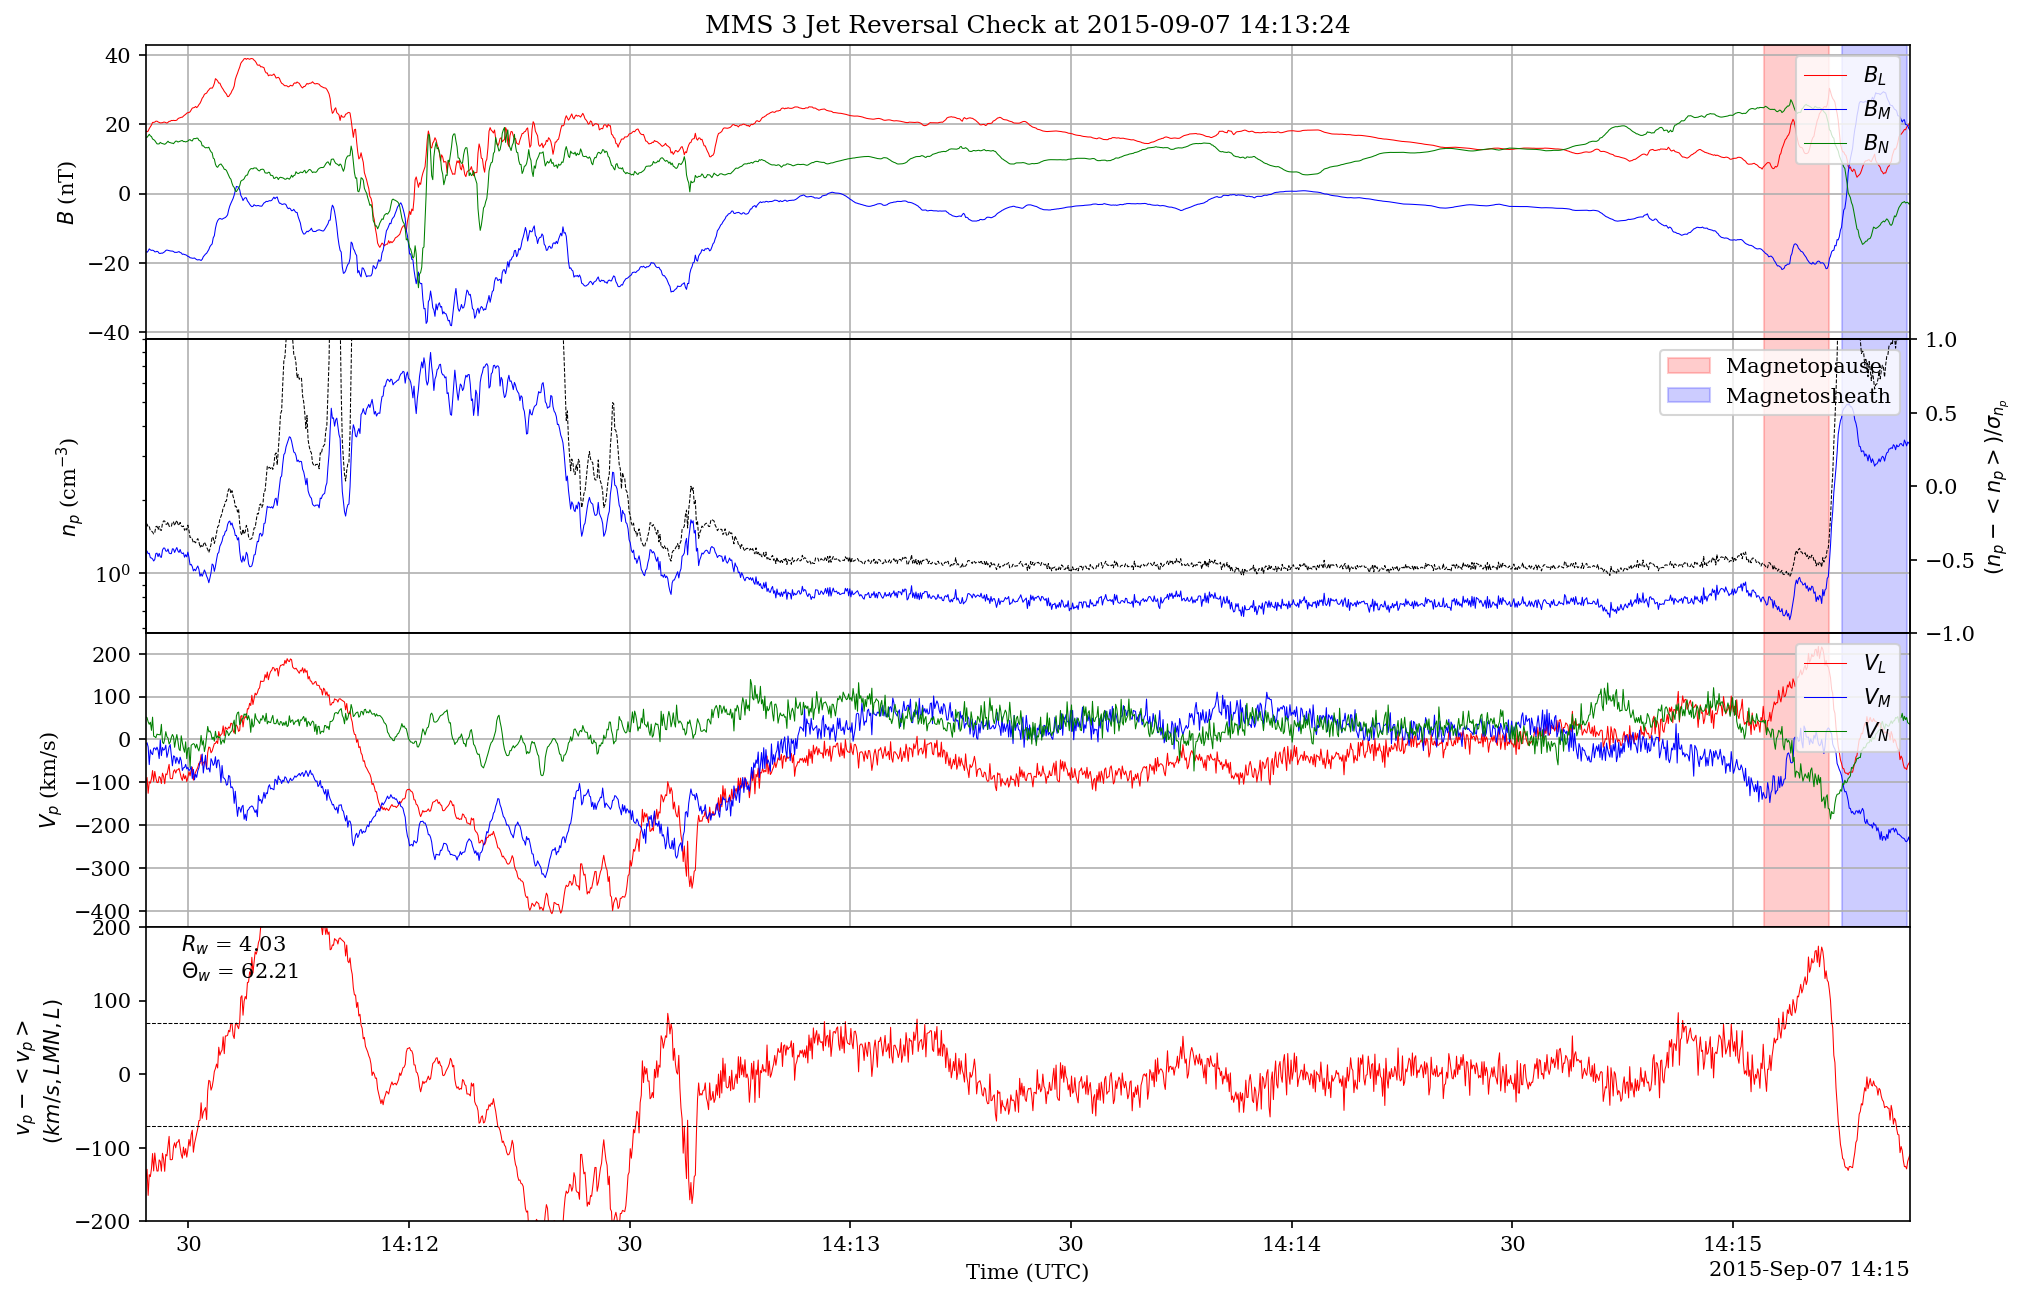 MMS 3 Jet Reversal Check at 2015-09-07 14:13:24
40
20
0
−20
−40
B (nT)
B_L
B_M
B_N
10^0
n_p (cm^−3)
Magnetopause
Magnetosheath
1.0
0.5
0.0
−0.5
−1.0
(n_p − < n_p > )/σ_{n_p}
200
100
0
−100
−200
−300
−400
V_p (km/s)
V_L
V_M
V_N
200
100
0
−100
−200
v_p − < v_p >
(km/s, LMN, L)
R_w = 4.03
Θ_w = 62.21
30 14:12 30 14:13 30 14:14 30 14:15
Time (UTC)
2015-Sep-07 14:15